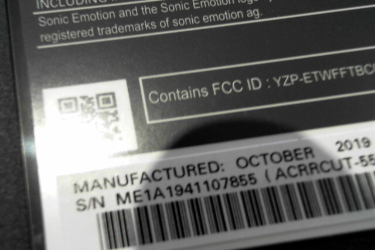 Sonic Emotion and the Sonic Emotion
registered trademarks of sonic emotion ag.
Contains FCC ID : YZP-ETWFFTBC
MANUFACTURED: OCTOBER 2019
S/N ME1A1941107855 ( ACRRCUT-55